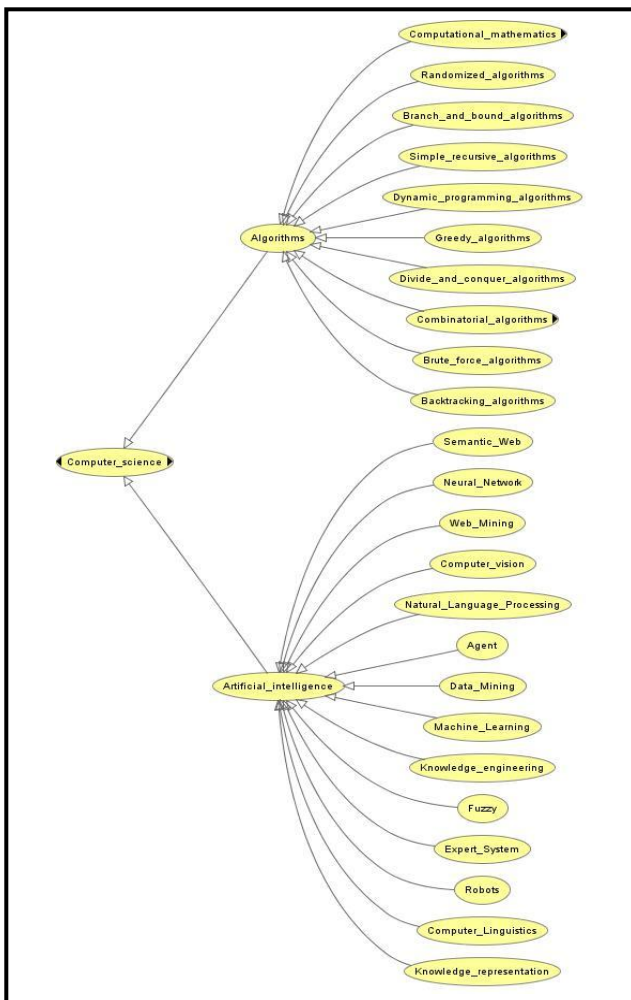 Computational_mathematics
Randomized_algorithms
Branch_and_bound_algorithms
Simple_recursive_algorithms
Dynamic_programming_algorithms
Algorithms
Greedy_algorithms
Divide_and_conquer_algorithms
Combinatorial_algorithms
Brute_force_algorithms
Backtracking_algorithms
Semantic_Web
Computer_science
Neural_Network
Web_Mining
Computer_vision
Natural_Language_Processing
Agent
Artificial_intelligence
Data_Mining
Machine_Learning
Knowledge_engineering
Fuzzy
Expert_System
Robots
Computer_Linguistics
Knowledge_representation